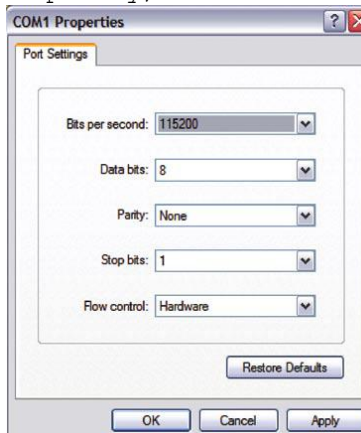 COM1 Properties
Port Settings
Bits per second: 115200
Data bits: 8
Parity: None
Stop bits: 1
Flow control: Hardware
Restore Defaults
OK Cancel Apply